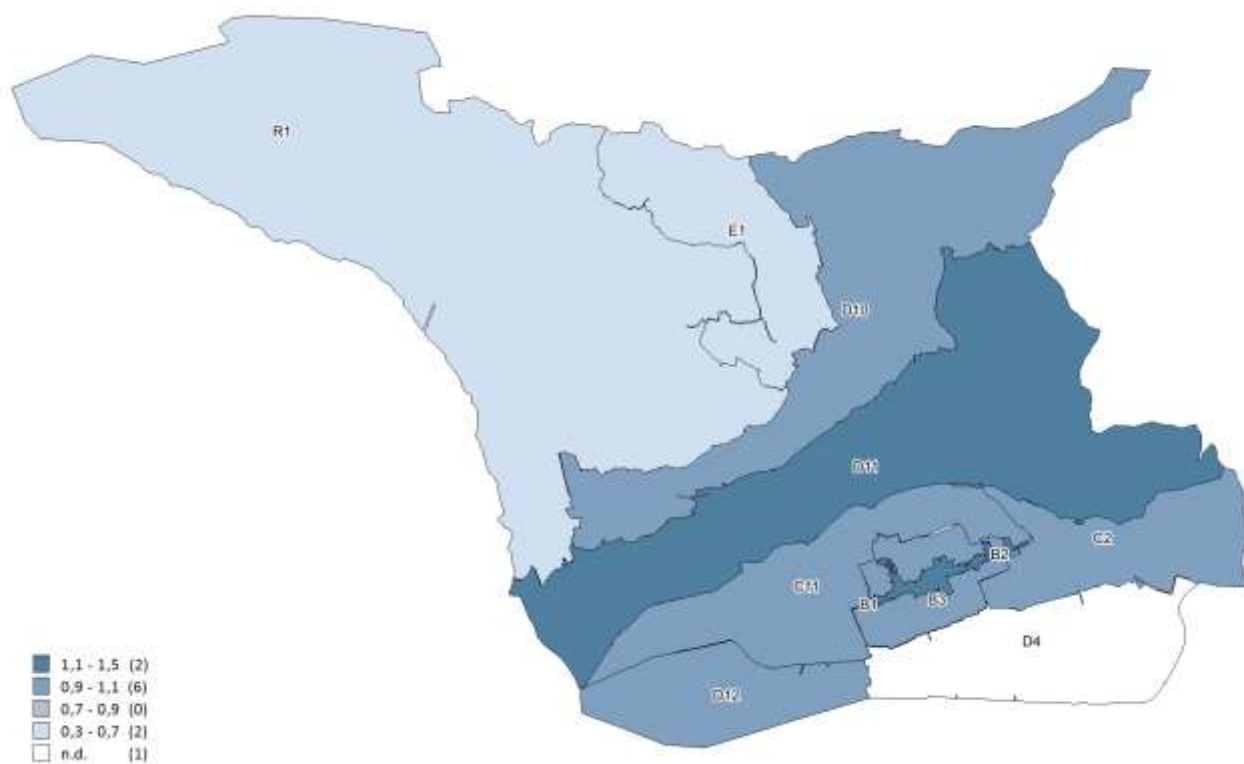 R1
E1
D10
D11
C2
B2
C11
B1
B3
D4
D12
1,1 - 1,5 (2)
0,9 - 1,1 (6)
0,7 - 0,9 (0)
0,3 - 0,7 (2)
n.d. (1)